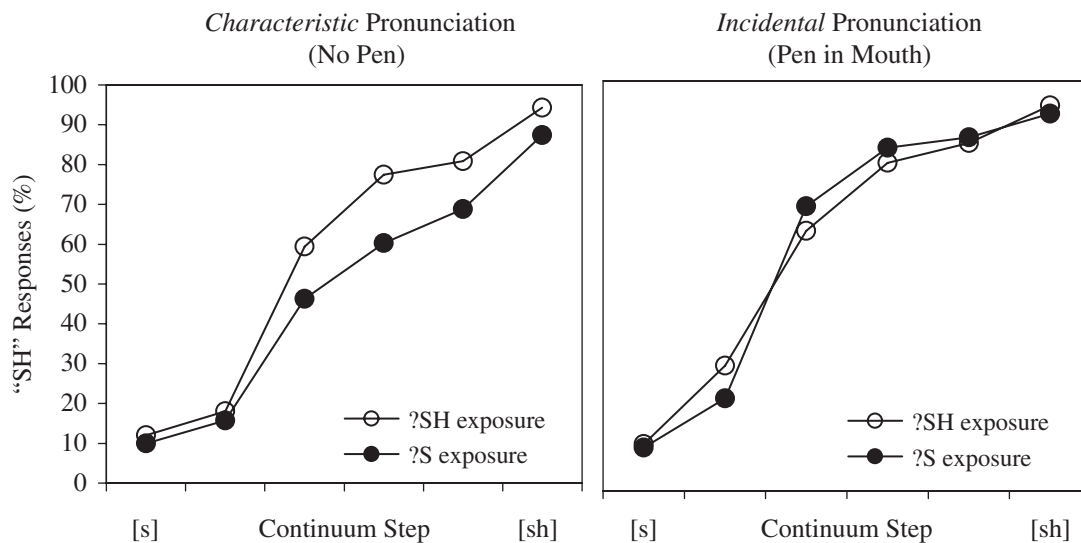 Characteristic Pronunciation
(No Pen)
Incidental Pronunciation
(Pen in Mouth)
“SH” Responses (%)
100
90
80
70
60
50
40
30
20
10
0
?SH exposure
?S exposure
?SH exposure
?S exposure
[s] Continuum Step [sh]
[s] Continuum Step [sh]